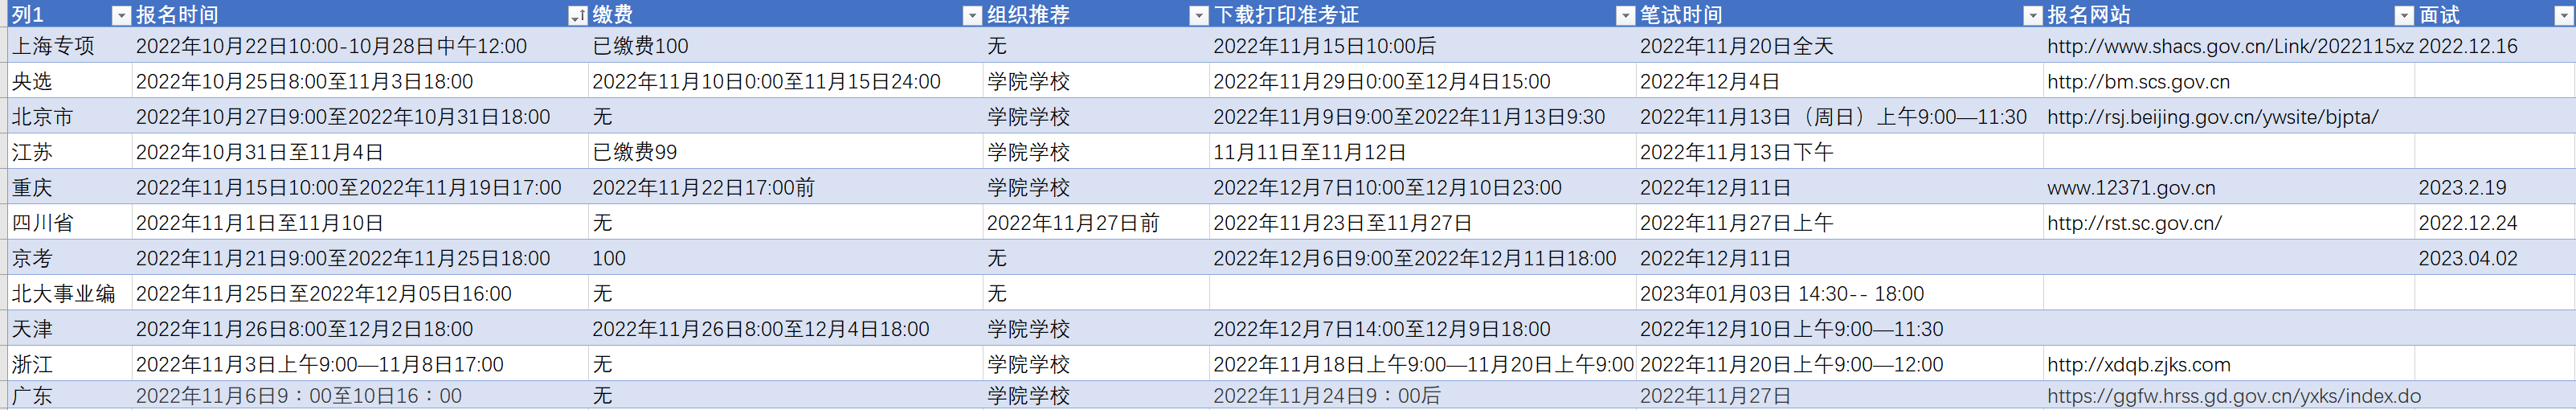 列1 报名时间 缴费 组织推荐 下载打印准考证 笔试时间 报名网站 面试
上海专项 2022年10月22日10:00-10月28日中午12:00 已缴费100 无 2022年11月15日10:00后 2022年11月20日全天 http://www.shacs.gov.cn/Link/2022115xz 2022.12.16
央选 2022年10月25日8:00至11月3日18:00 2022年11月10日0:00至11月15日24:00 学院学校 2022年11月29日0:00至12月4日15:00 2022年12月4日 http://bm.scs.gov.cn
北京市 2022年10月27日9:00至2022年10月31日18:00 无 学院学校 2022年11月9日9:00至2022年11月13日9:30 2022年11月13日（周日）上午9:00—11:30 http://rsj.beijing.gov.cn/ywsite/bjpta/
江苏 2022年10月31日至11月4日 已缴费99 学院学校 11月11日至11月12日 2022年11月13日下午
重庆 2022年11月15日10:00至2022年11月19日17:00 2022年11月22日17:00前 学院学校 2022年12月7日10:00至12月10日23:00 2022年12月11日 www.12371.gov.cn 2023.2.19
四川省 2022年11月1日至11月10日 无 2022年11月27日前 2022年11月23日至11月27日 2022年11月27日上午 http://rst.sc.gov.cn/ 2022.12.24
京考 2022年11月21日9:00至2022年11月25日18:00 100 无 2022年12月6日9:00至2022年12月11日18:00 2022年12月11日 2023.04.02
北大事业编 2022年11月25日至2022年12月05日16:00 无 无 2023年01月03日 14:30-- 18:00
天津 2022年11月26日8:00至12月2日18:00 2022年11月26日8:00至12月4日18:00 学院学校 2022年12月7日14:00至12月9日18:00 2022年12月10日上午9:00—11:30
浙江 2022年11月3日上午9:00—11月8日17:00 无 学院学校 2022年11月18日上午9:00—11月20日上午9:00 2022年11月20日上午9:00—12:00 http://xdqb.zjks.com
广东 2022年11月6日9：00至10日16：00 无 学院学校 2022年11月24日9：00后 2022年11月27日 https://ggfw.hrss.gd.gov.cn/yxks/index.do